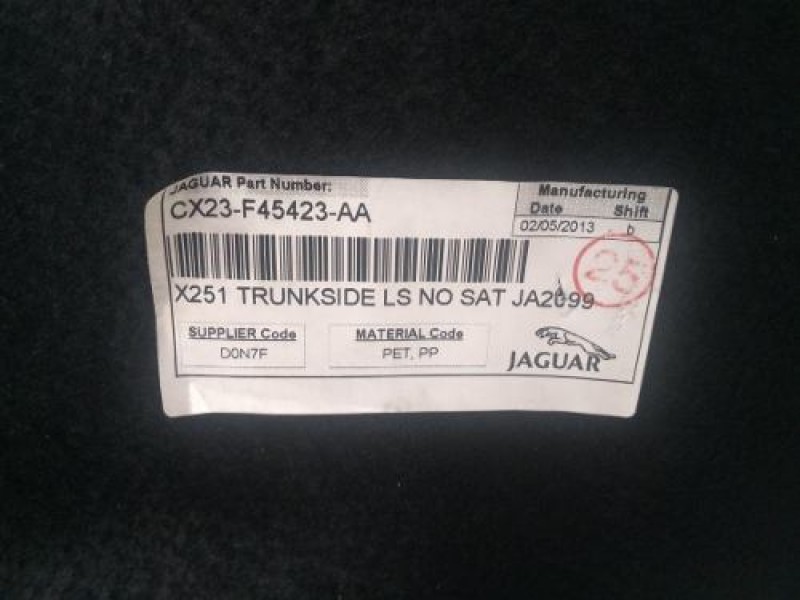 JAGUAR Part Number:
CX23-F45423-AA
Manufacturing
Date Shift
02/05/2013 b
25
X251 TRUNKSIDE LS NO SAT JA2099
SUPPLIER Code
D0N7F
MATERIAL Code
PET, PP
JAGUAR